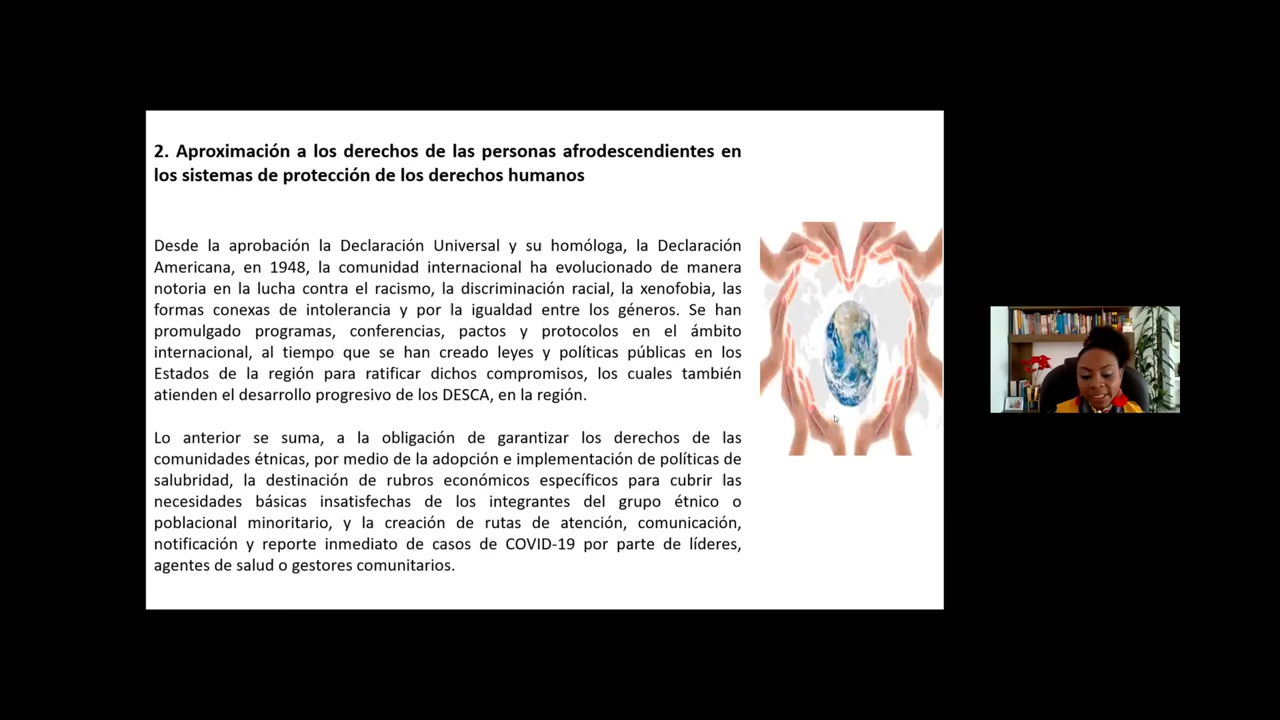 2. Aproximación a los derechos de las personas afrodescendientes en
los sistemas de protección de los derechos humanos
Desde la aprobación la Declaración Universal y su homóloga, la Declaración
Americana, en 1948, la comunidad internacional ha evolucionado de manera
notoria en la lucha contra el racismo, la discriminación racial, la xenofobia, las
formas conexas de intolerancia y por la igualdad entre los géneros. Se han
promulgado programas, conferencias, pactos y protocolos en el ámbito
internacional, al tiempo que se han creado leyes y políticas públicas en los
Estados de la región para ratificar dichos compromisos, los cuales también
atienden el desarrollo progresivo de los DESCA, en la región.
Lo anterior se suma, a la obligación de garantizar los derechos de las
comunidades étnicas, por medio de la adopción e implementación de políticas de
salubridad, la destinación de rubros económicos específicos para cubrir las
necesidades básicas insatisfechas de los integrantes del grupo étnico o
poblacional minoritario, y la creación de rutas de atención, comunicación,
notificación y reporte inmediato de casos de COVID-19 por parte de líderes,
agentes de salud o gestores comunitarios.